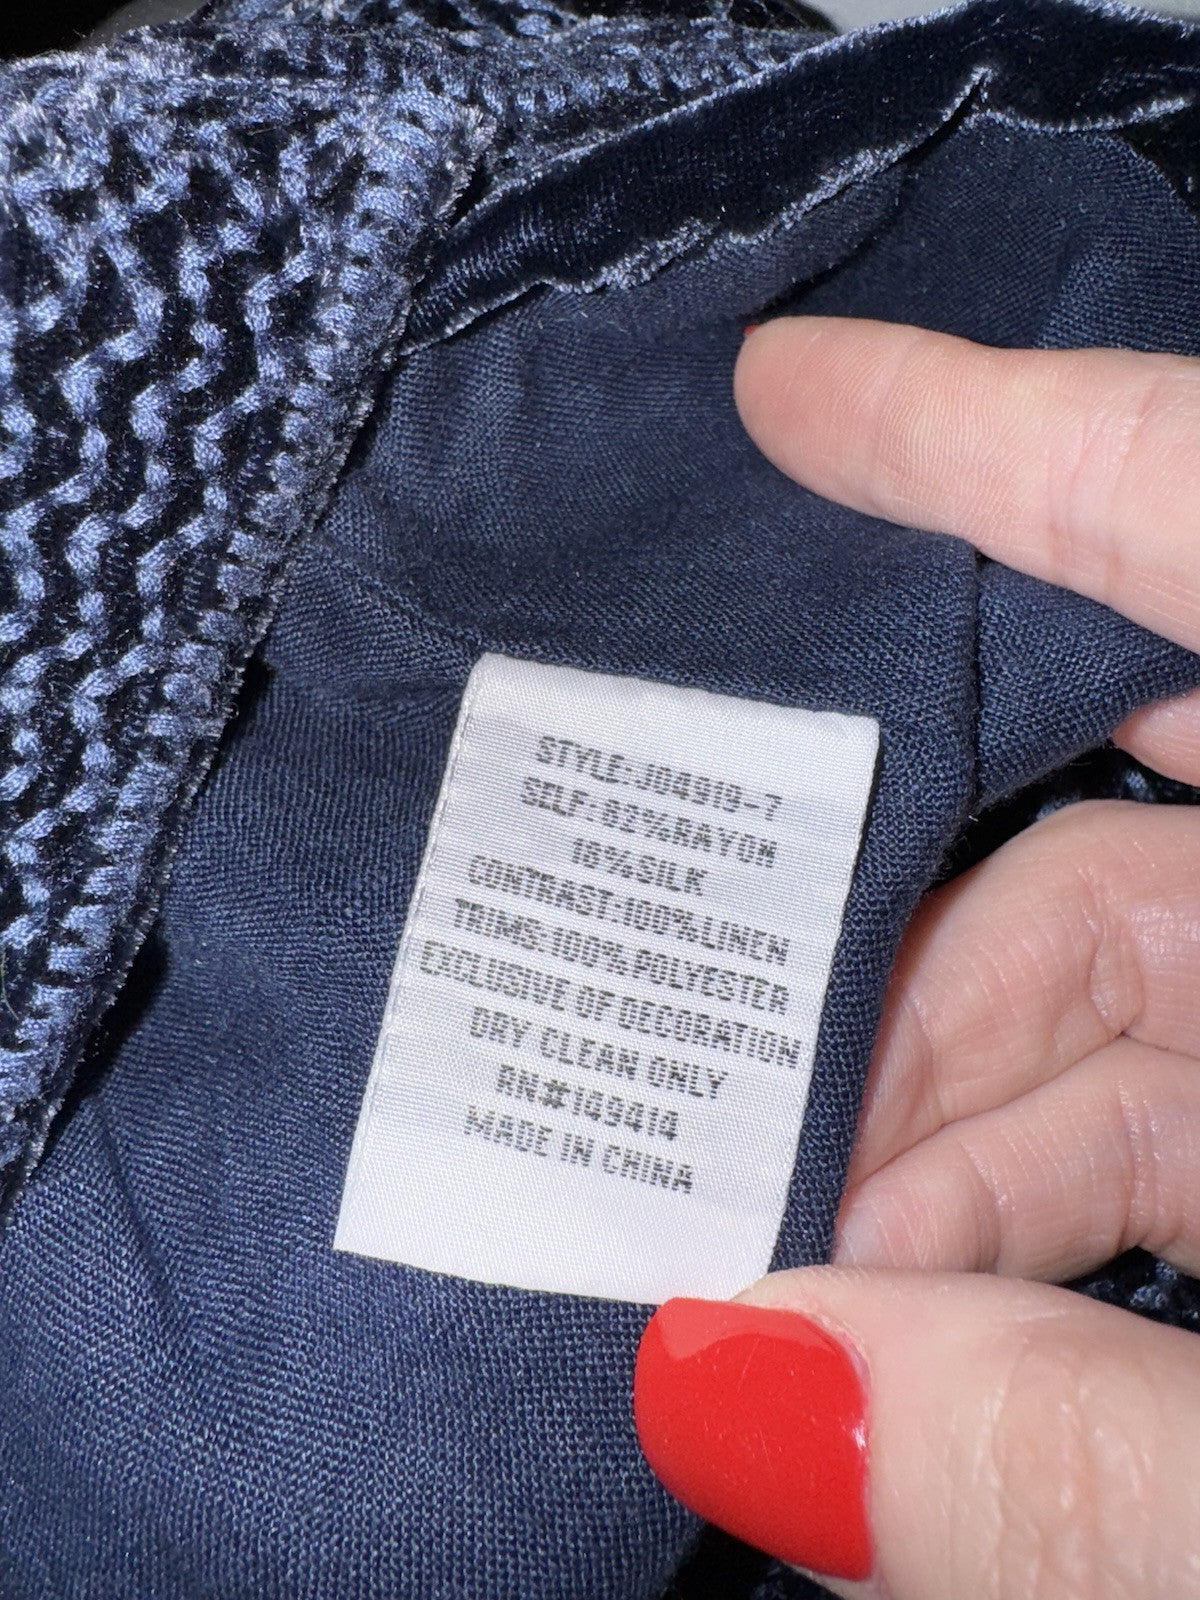 STYLE:J04919-7
SELF:82%RAYON
18%SILK
CONTRAST:100%LINEN
TRIMS:100%POLYESTER
EXCLUSIVE OF DECORATION
DRY CLEAN ONLY
RN#149414
MADE IN CHINA